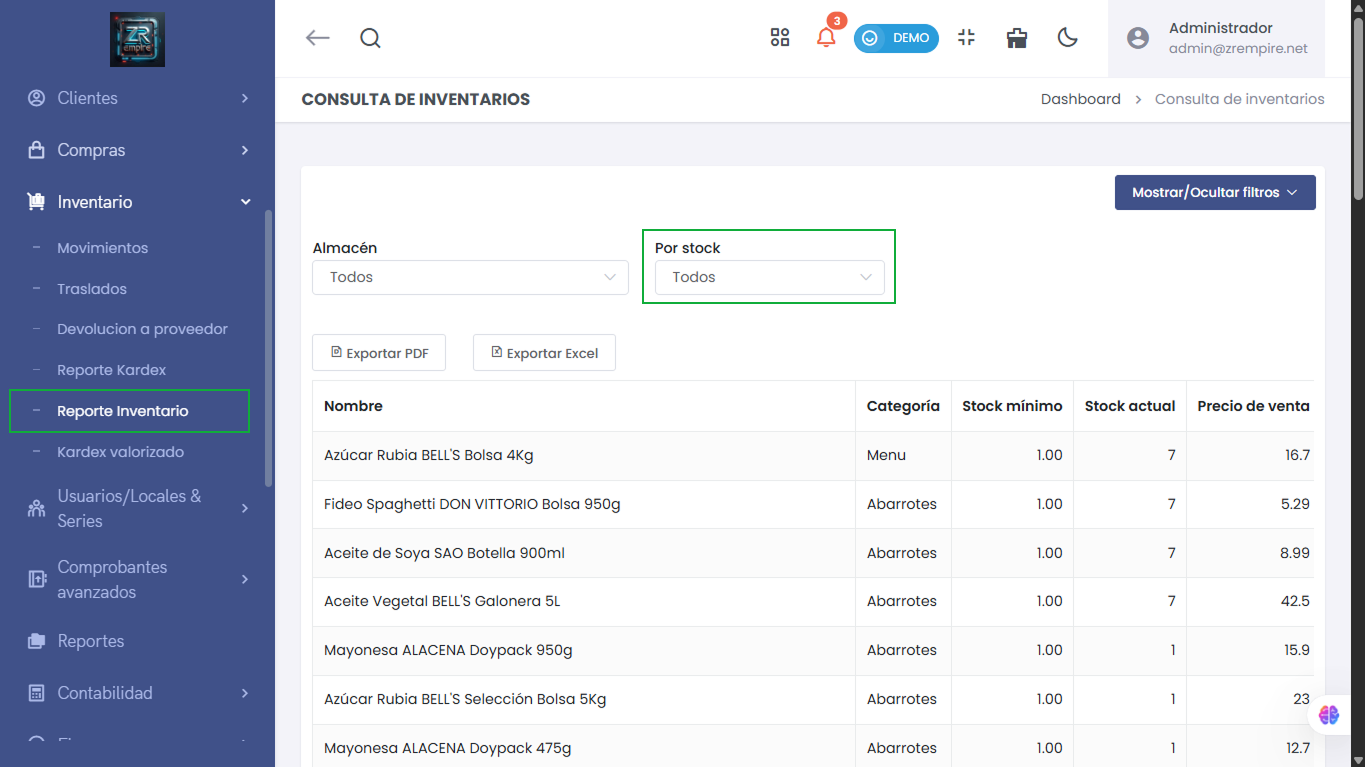 ZR
empire
Clientes
Compras
Inventario
Movimientos
Traslados
Devolucion a proveedor
Reporte Kardex
Reporte Inventario
Kardex valorizado
Usuarios/Locales &
Series
Comprobantes
avanzados
Reportes
Contabilidad
3
DEMO
Administrador
admin@zrempire.net
CONSULTA DE INVENTARIOS
Dashboard > Consulta de inventarios
Mostrar/Ocultar filtros
Almacén
Todos
Por stock
Todos
Exportar PDF
Exportar Excel
Nombre Categoría Stock mínimo Stock actual Precio de venta
Azúcar Rubia BELL'S Bolsa 4Kg Menu 1.00 7 16.7
Fideo Spaghetti DON VITTORIO Bolsa 950g Abarrotes 1.00 7 5.29
Aceite de Soya SAO Botella 900ml Abarrotes 1.00 7 8.99
Aceite Vegetal BELL'S Galonera 5L Abarrotes 1.00 7 42.5
Mayonesa ALACENA Doypack 950g Abarrotes 1.00 1 15.9
Azúcar Rubia BELL'S Selección Bolsa 5Kg Abarrotes 1.00 1 23
Mayonesa ALACENA Doypack 475g Abarrotes 1.00 1 12.7